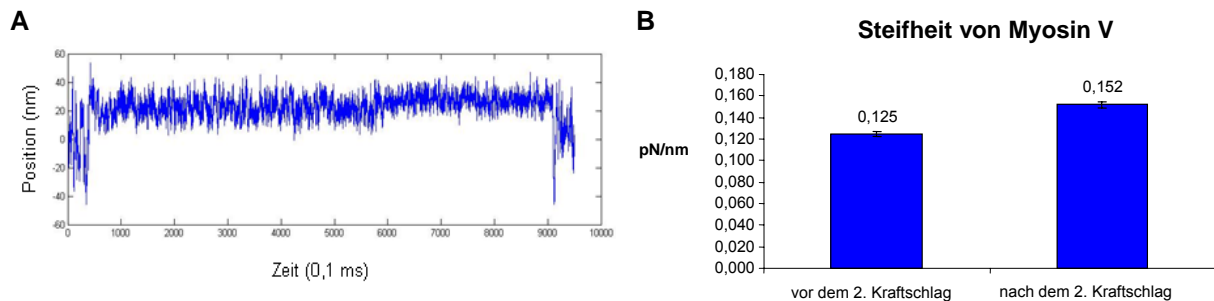 A
60
40
20
0
-20
-40
-60
Position (nm)
0 1000 2000 3000 4000 5000 6000 7000 8000 9000 10000
Zeit (0,1 ms)
B
Steifheit von Myosin V
pN/nm
0,180
0,160
0,140
0,120
0,100
0,080
0,060
0,040
0,020
0,000
0,125
0,152
vor dem 2. Kraftschlag
nach dem 2. Kraftschlag